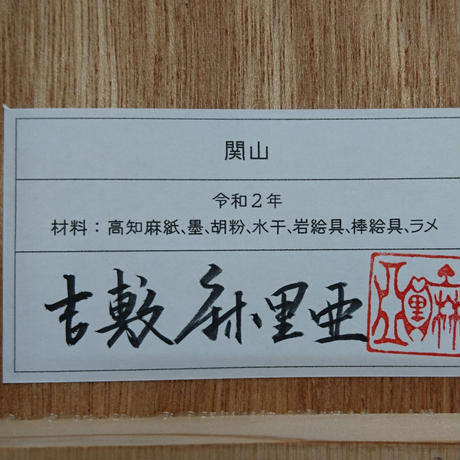 関山
令和2年
材料：高知麻紙、墨、胡粉、水干、岩絵具、棒絵具、ラメ
吉敷麻里亜